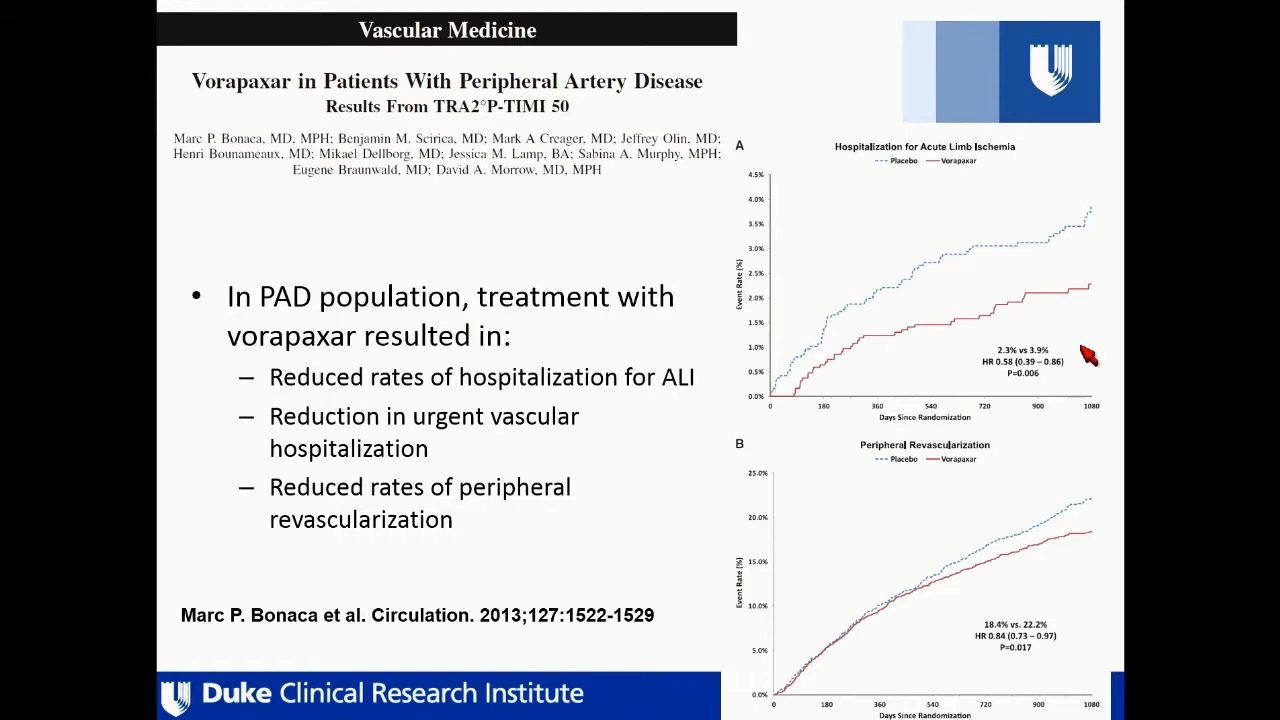 Vascular Medicine
Vorapaxar in Patients With Peripheral Artery Disease
Results From TRA2°P-TIMI 50
Marc P. Bonaca, MD, MPH; Benjamin M. Scirica, MD; Mark A Creager, MD; Jeffrey Olin, MD;
Henri Bounameaux, MD; Mikael Dellborg, MD; Jessica M. Lamp, BA; Sabina A. Murphy, MPH;
Eugene Braunwald, MD; David A. Morrow, MD, MPH
• In PAD population, treatment with
vorapaxar resulted in:
– Reduced rates of hospitalization for ALI
– Reduction in urgent vascular
hospitalization
– Reduced rates of peripheral
revascularization
Marc P. Bonaca et al. Circulation. 2013;127:1522-1529
Duke Clinical Research Institute
A
Hospitalization for Acute Limb Ischemia
Placebo Vorapaxar
4.5%
4.0%
3.5%
3.0%
2.5%
2.0%
1.5%
1.0%
0.5%
0.0%
Event Rate (%)
2.3% vs 3.9%
HR 0.58 (0.39 – 0.86)
P=0.006
0 180 360 540 720 900 1080
Days Since Randomization
B
Peripheral Revascularization
Placebo Vorapaxar
25.0%
20.0%
15.0%
10.0%
5.0%
0.0%
Event Rate (%)
18.4% vs. 22.2%
HR 0.84 (0.73 – 0.97)
P=0.017
0 180 360 540 720 900 1080
Days Since Randomization